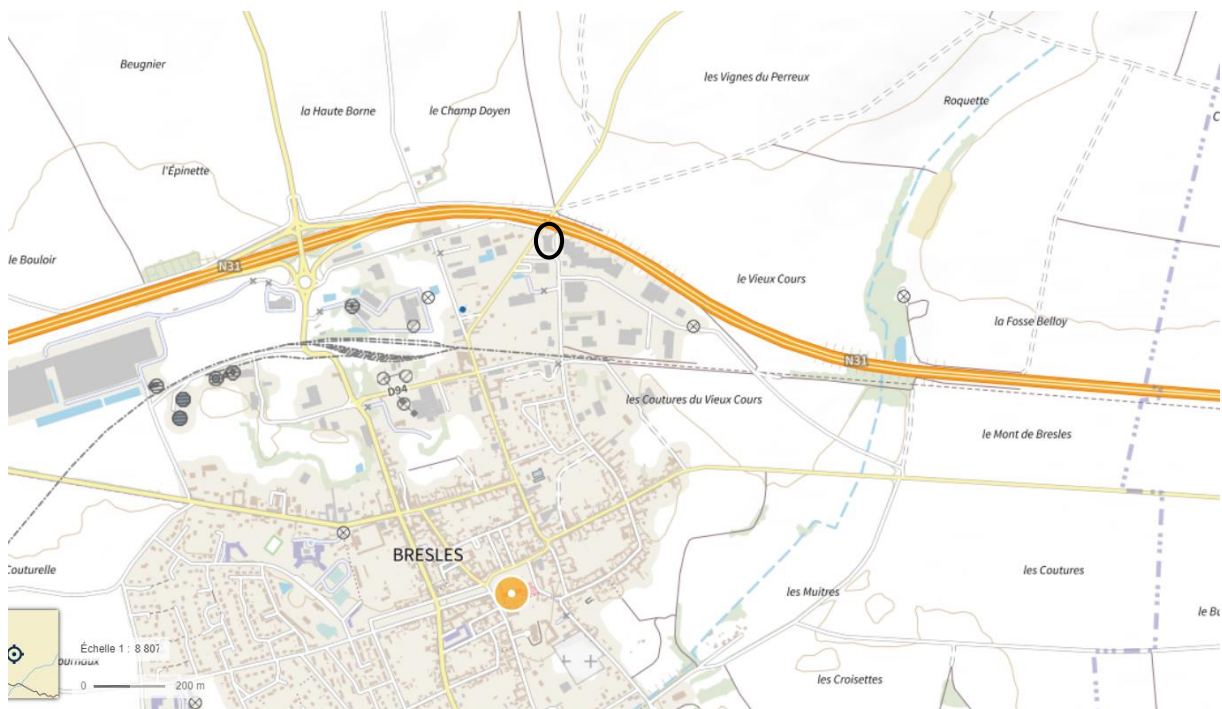 Beugnier
les Vignes du Perreux
Roquette
la Haute Borne
le Champ Doyen
l'Épinette
le Bouloir
N31
le Vieux Cours
la Fosse Belloy
N31
D94
les Coutures du Vieux Cours
le Mont de Bresles
BRESLES
Couturelle
les Coutures
les Muitres
les Croisettes
Échelle 1 : 8 807
0 200 m